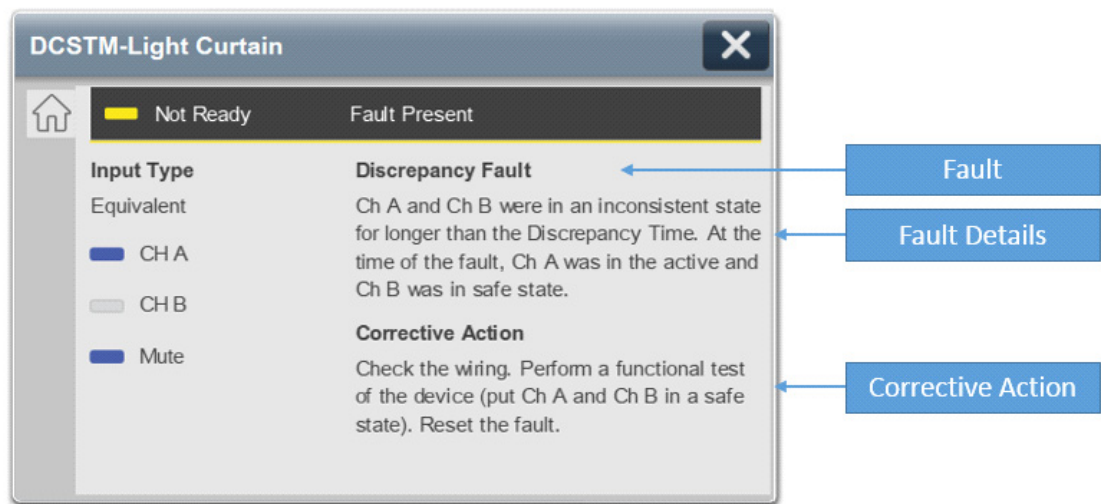 DCSTM-Light Curtain
Not Ready
Fault Present
Input Type
Equivalent
CH A
CH B
Mute
Discrepancy Fault
Ch A and Ch B were in an inconsistent state
for longer than the Discrepancy Time. At the
time of the fault, Ch A was in the active and
Ch B was in safe state.
Corrective Action
Check the wiring. Perform a functional test
of the device (put Ch A and Ch B in a safe
state). Reset the fault.
Fault
Fault Details
Corrective Action